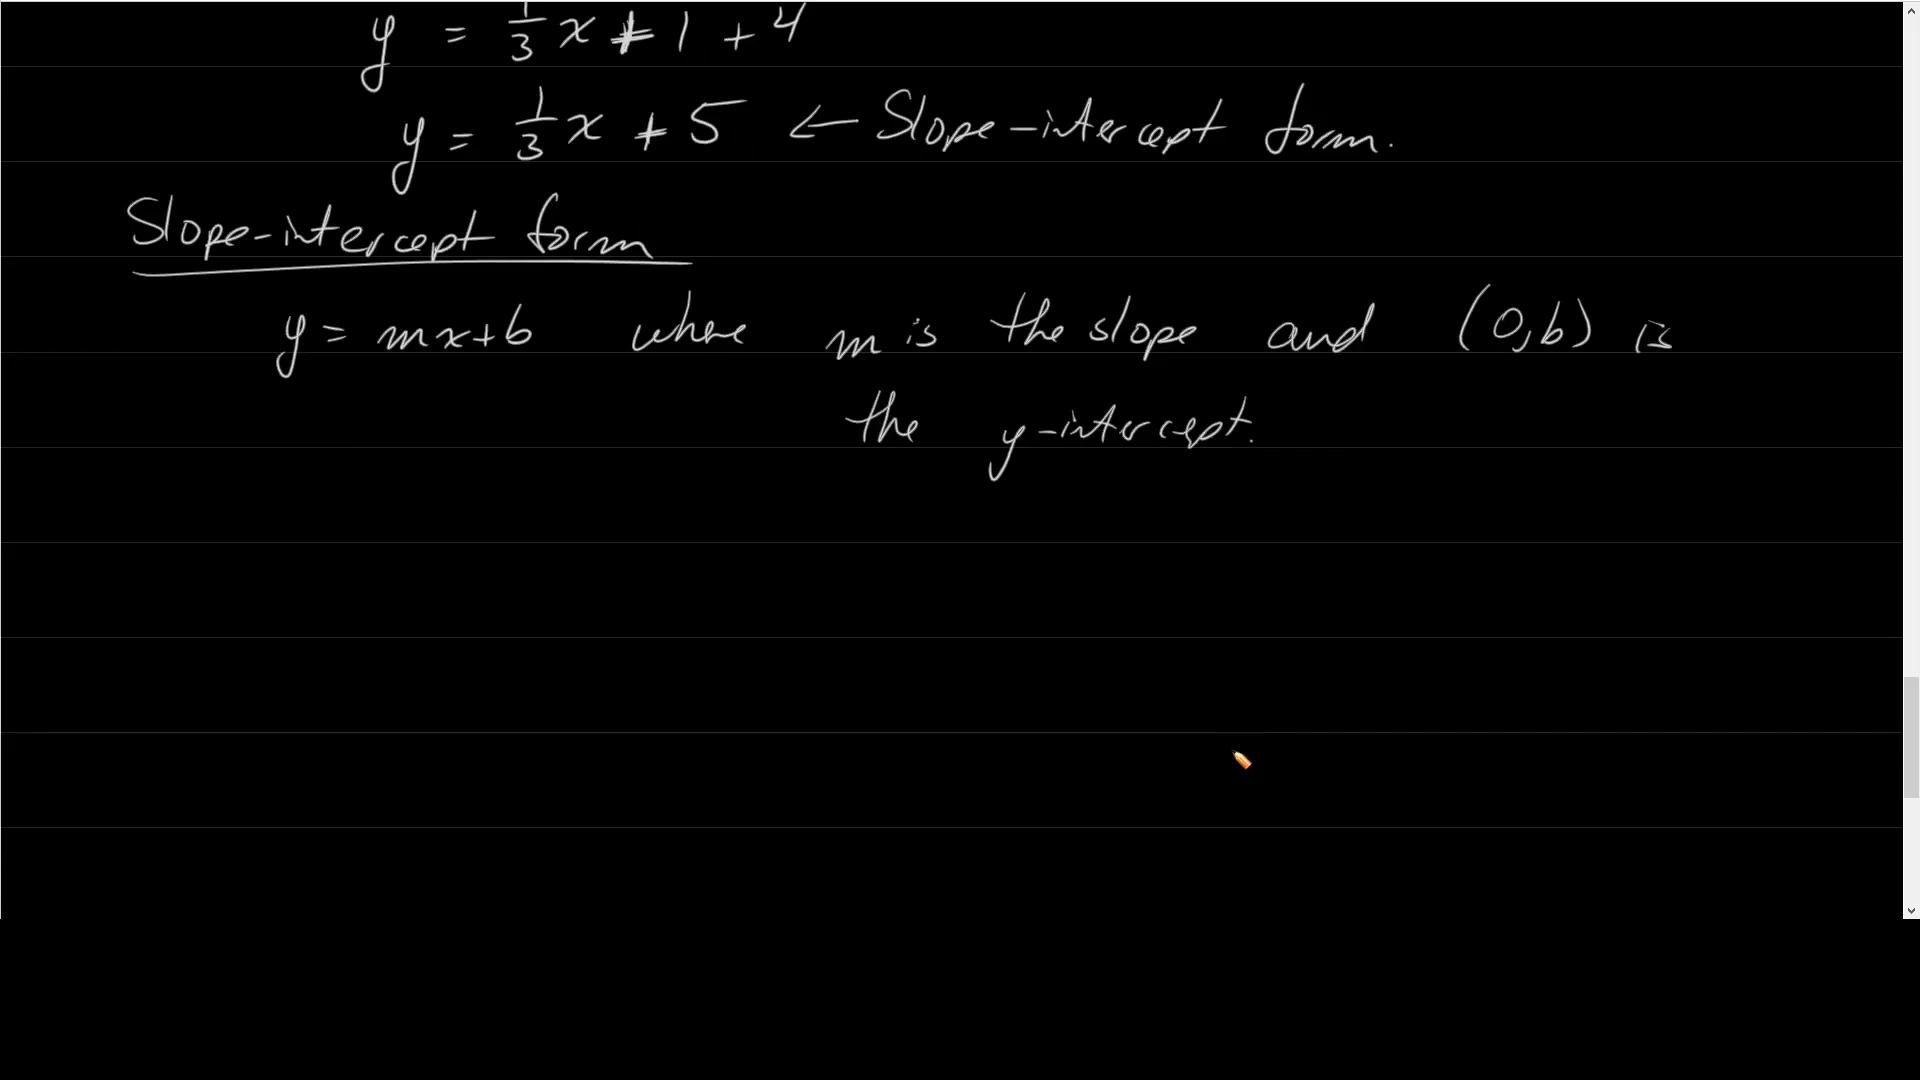 y = 1/3 x + 1 + 4
y = 1/3 x + 5 ← Slope-intercept form.
Slope-intercept form
y = mx+b where m is the slope and (0,b) is
the y-intercept.